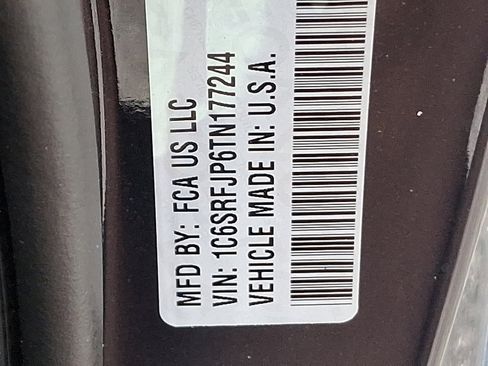 MFD BY: FCA US LLC
VIN: 1C6SRFJP6TN177244
VEHICLE MADE IN: U.S.A.